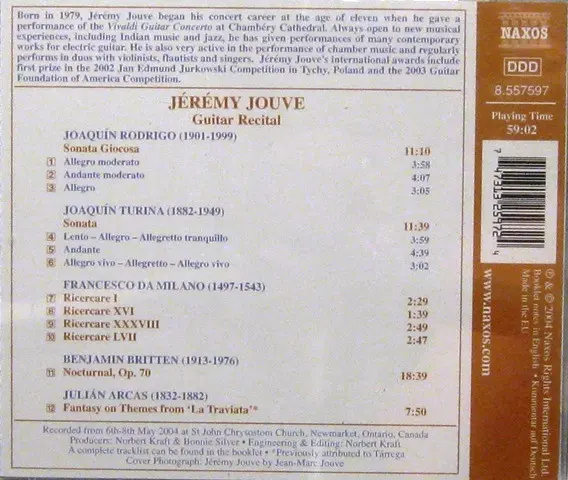 Born in 1979, Jérémy Jouve began his concert career at the age of eleven when he gave a
performance of the Vivaldi Guitar Concerto at Chambéry Cathedral. Always open to new musical
experiences, including Indian music and jazz, he has given performances of many contemporary
works for electric guitar. He is also very active in the performance of chamber music and regularly
performs in duos with violinists, flautists and singers. Jérémy Jouve's international awards include
first prize in the 2002 Jan Edmund Jurkowski Competition in Tychy, Poland and the 2003 Guitar
Foundation of America Competition.
JÉRÉMY JOUVE
Guitar Recital
JOAQUÍN RODRIGO (1901-1999)
Sonata Giocosa 11:10
1 Allegro moderato 3:58
2 Andante moderato 4:07
3 Allegro 3:05
JOAQUÍN TURINA (1882-1949)
Sonata 11:39
4 Lento – Allegro – Allegretto tranquillo 3:59
5 Andante 4:39
6 Allegro vivo – Allegretto – Allegro vivo 3:02
FRANCESCO DA MILANO (1497-1543)
7 Ricercare I 2:29
8 Ricercare XVI 1:39
9 Ricercare XXXVIII 2:49
10 Ricercare LVII 2:47
BENJAMIN BRITTEN (1913-1976)
11 Nocturnal, Op. 70 18:39
JULIÁN ARCAS (1832-1882)
12 Fantasy on Themes from 'La Traviata'* 7:50
Recorded from 6th-8th May 2004 at St John Chrysostom Church, Newmarket, Ontario, Canada
Producers: Norbert Kraft & Bonnie Silver • Engineering & Editing: Norbert Kraft
A complete tracklist can be found in the booklet • *Previously attributed to Tárrega
Cover Photograph: Jérémy Jouve by Jean-Marc Jouve
NAXOS
DDD
8.557597
Playing Time
59:02
7 47313 25972 4
www.naxos.com
℗ & © 2004 Naxos Rights International Ltd.
Booklet notes in English • Kommentar auf Deutsch
Made in the EU